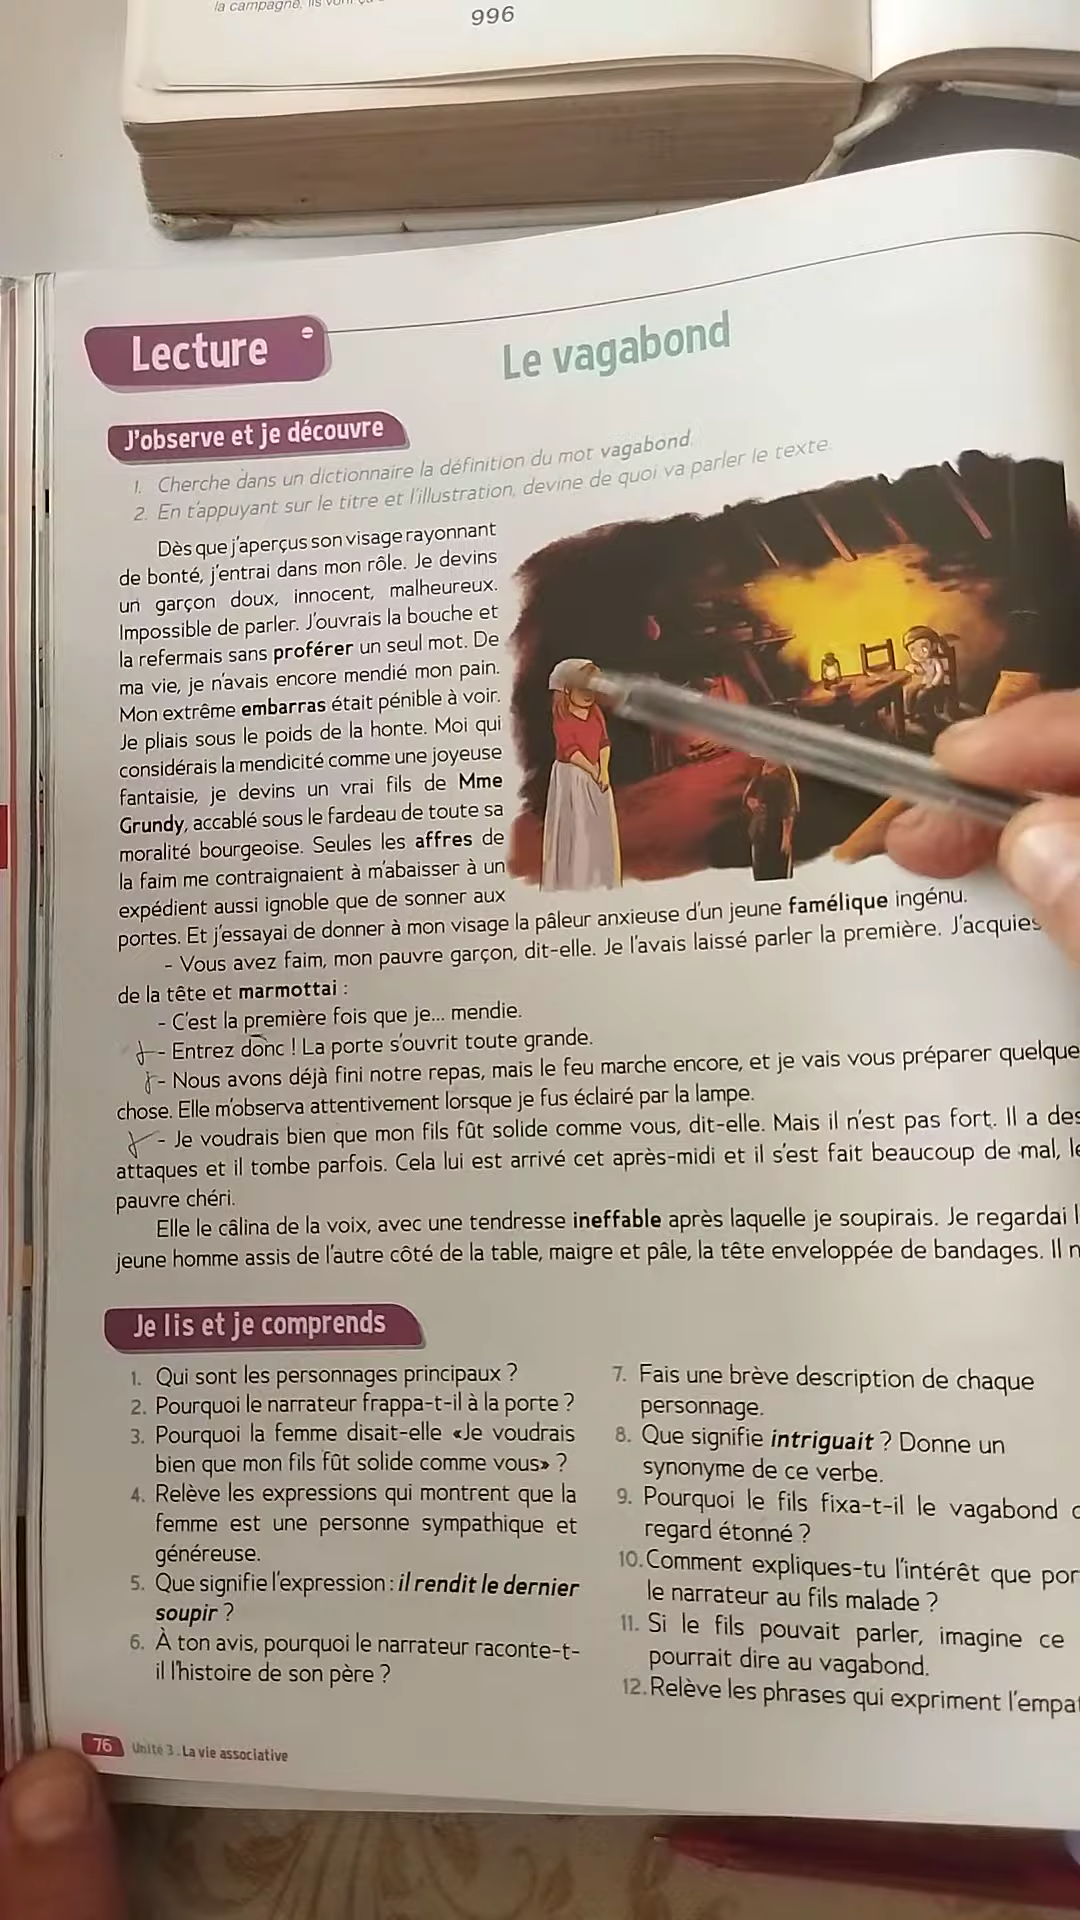 la campagne. Ils vont
996
Lecture
Le vagabond
J'observe et je découvre
1. Cherche dans un dictionnaire la définition du mot vagabond.
2. En t'appuyant sur le titre et l'illustration, devine de quoi va parler le texte.
Dès que j'aperçus son visage rayonnant
de bonté, j'entrai dans mon rôle. Je devins
un garçon doux, innocent, malheureux.
Impossible de parler. J'ouvrais la bouche et
la refermais sans proférer un seul mot. De
ma vie, je n'avais encore mendié mon pain.
Mon extrême embarras était pénible à voir.
Je pliais sous le poids de la honte. Moi qui
considérais la mendicité comme une joyeuse
fantaisie, je devins un vrai fils de Mme
Grundy, accablé sous le fardeau de toute sa
moralité bourgeoise. Seules les affres de
la faim me contraignaient à m'abaisser à un
expédient aussi ignoble que de sonner aux
portes. Et j'essayai de donner à mon visage la pâleur anxieuse d'un jeune famélique ingénu.
- Vous avez faim, mon pauvre garçon, dit-elle. Je l'avais laissé parler la première. J'acquies
de la tête et marmottai :
- C'est la première fois que je... mendie.
- Entrez donc ! La porte s'ouvrit toute grande.
- Nous avons déjà fini notre repas, mais le feu marche encore, et je vais vous préparer quelque
chose. Elle m'observa attentivement lorsque je fus éclairé par la lampe.
- Je voudrais bien que mon fils fût solide comme vous, dit-elle. Mais il n'est pas fort. Il a des
attaques et il tombe parfois. Cela lui est arrivé cet après-midi et il s'est fait beaucoup de mal, le
pauvre chéri.
Elle le câlina de la voix, avec une tendresse ineffable après laquelle je soupirais. Je regardai l
jeune homme assis de l'autre côté de la table, maigre et pâle, la tête enveloppée de bandages. Il n
Je lis et je comprends
1. Qui sont les personnages principaux ?
2. Pourquoi le narrateur frappa-t-il à la porte ?
3. Pourquoi la femme disait-elle «Je voudrais
bien que mon fils fût solide comme vous» ?
4. Relève les expressions qui montrent que la
femme est une personne sympathique et
généreuse.
5. Que signifie l'expression : il rendit le dernier
soupir ?
6. À ton avis, pourquoi le narrateur raconte-t-
il l'histoire de son père ?
7. Fais une brève description de chaque
personnage.
8. Que signifie intriguait ? Donne un
synonyme de ce verbe.
9. Pourquoi le fils fixa-t-il le vagabond
regard étonné ?
10. Comment expliques-tu l'intérêt que por
le narrateur au fils malade ?
11. Si le fils pouvait parler, imagine ce
pourrait dire au vagabond.
12. Relève les phrases qui expriment l'empa
76 Unité 3 . La vie associative